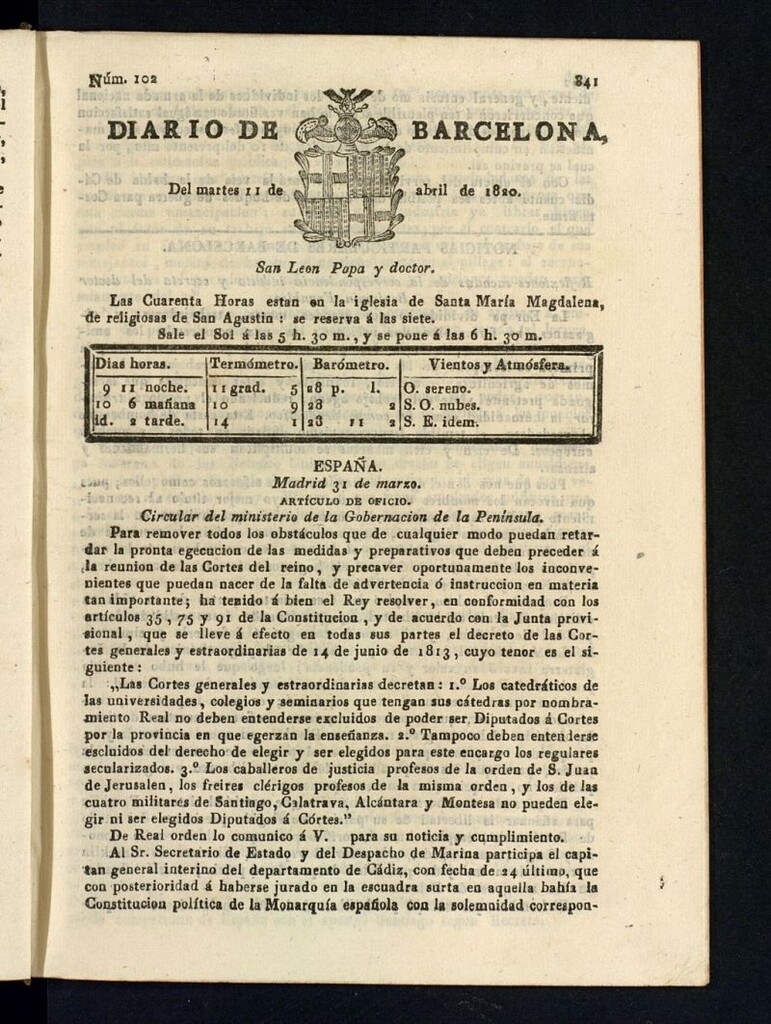 Núm. 102 841
DIARIO DE BARCELONA,
Del martes 11 de abril de 1820.
San Leon Papa y doctor.
Las Cuarenta Horas estan en la iglesia de Santa María Magdalena,
de religiosas de San Agustin : se reserva á las siete.
Sale el Sol á las 5 h. 30 m., y se pone á las 6 h. 30 m.
Dias horas. Termómetro. Barómetro. Vientos y Atmósfera.
9 11 noche. 11 grad. 5 28 p. l. O. sereno.
10 6 mañana 10 9 28 2 S. O. nubes.
id. 2 tarde. 14 1 28 11 2 S. E. idem.
ESPAÑA.
Madrid 31 de marzo.
ARTÍCULO DE OFICIO.
Circular del ministerio de la Gobernacion de la Península.
Para remover todos los obstáculos que de cualquier modo puedan retar-
dar la pronta egecucion de las medidas y preparativos que deben preceder á
la reunion de las Cortes del reino, y precaver oportunamente los inconve-
nientes que puedan nacer de la falta de advertencia ó instruccion en materia
tan importante; ha tenido á bien el Rey resolver, en conformidad con los
artículos 35, 75 y 91 de la Constitucion, y de acuerdo con la Junta provi-
sional, que se lleve á efecto en todas sus partes el decreto de las Cor-
tes generales y estraordinarias de 14 de junio de 1813, cuyo tenor es el si-
guiente:
„Las Cortes generales y estraordinarias decretan: 1.º Los catedráticos de
las universidades, colegios y seminarios que tengan sus cátedras por nombra-
miento Real no deben entenderse excluidos de poder ser Diputados á Cortes
por la provincia en que egerzan la enseñanza. 2.º Tampoco deben entenderse
escluidos del derecho de elegir y ser elegidos para este encargo los regulares
secularizados. 3.º Los caballeros de justicia profesos de la orden de S. Juan
de Jerusalen, los freires clérigos profesos de la misma orden, y los de las
cuatro militares de Santiago, Calatrava, Alcántara y Montesa no pueden ele-
gir ni ser elegidos Diputados á Córtes."
De Real orden lo comunico á V. para su noticia y cumplimiento.
Al Sr. Secretario de Estado y del Despacho de Marina participa el capi-
tan general interino del departamento de Cádiz, con fecha de 24 último, que
con posterioridad á haberse jurado en la escuadra surta en aquella bahía la
Constitucion política de la Monarquía española con la solemnidad correspon-